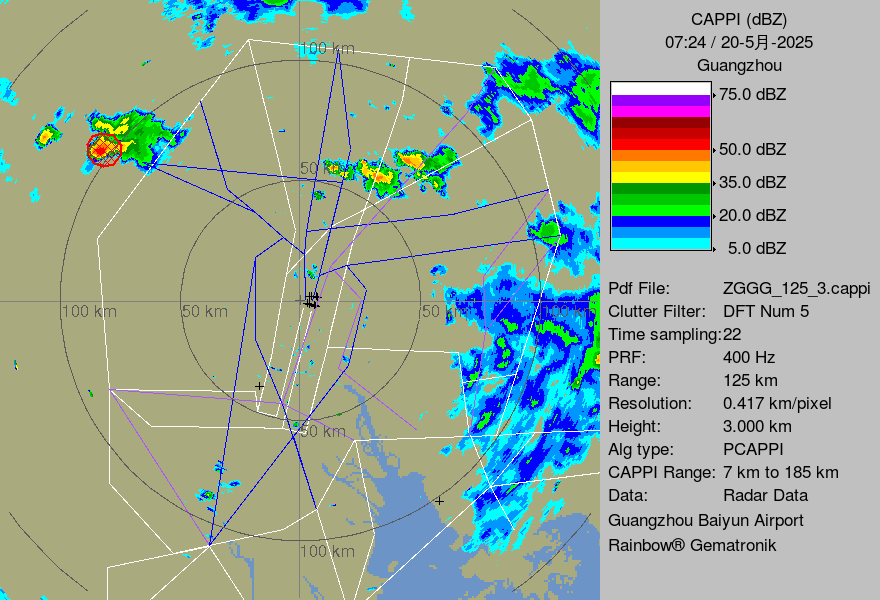 CAPPI (dBZ)
07:24 / 20-5月-2025
Guangzhou
75.0 dBZ
50.0 dBZ
35.0 dBZ
20.0 dBZ
5.0 dBZ
Pdf File: ZGGG_125_3.cappi
Clutter Filter: DFT Num 5
Time sampling:22
PRF: 400 Hz
Range: 125 km
Resolution: 0.417 km/pixel
Height: 3.000 km
Alg type: PCAPPI
CAPPI Range: 7 km to 185 km
Data: Radar Data
Guangzhou Baiyun Airport
Rainbow® Gematronik
100 km
50 km
100 km
50 km
50 km
100 km
50 km
100 km